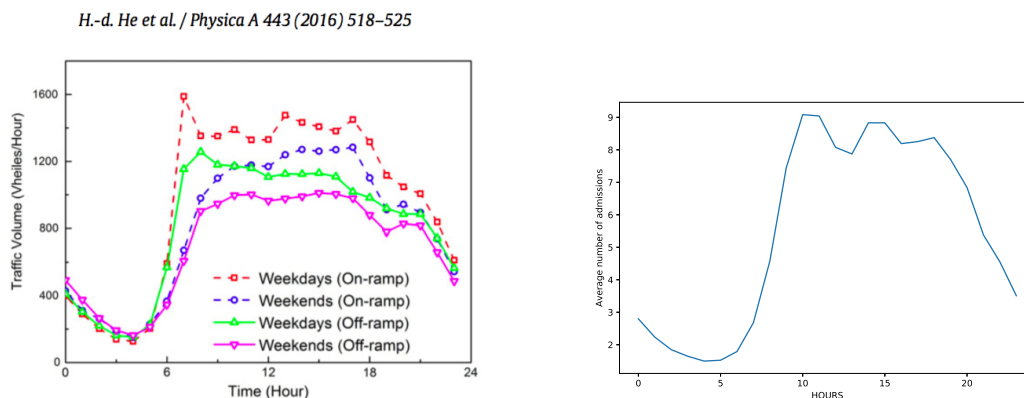 H.-d. He et al. / Physica A 443 (2016) 518–525
Traffic Volume (Vheiles/Hour)
1600
1200
800
400
0
Weekdays (On-ramp)
Weekends (On-ramp)
Weekdays (Off-ramp)
Weekends (Off-ramp)
0 6 12 18 24
Time (Hour)
Average number of admissions
9
8
7
6
5
4
3
2
0 5 10 15 20
HOURS